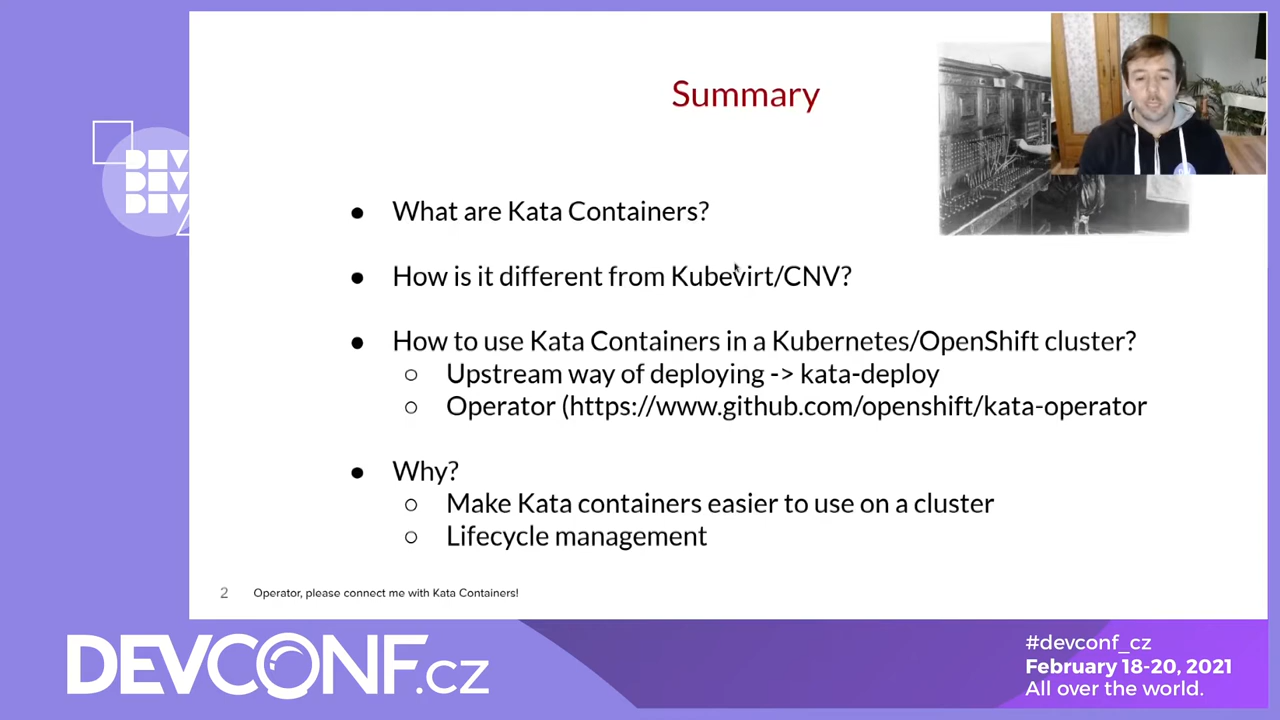 Summary
● What are Kata Containers?
● How is it different from Kubevirt/CNV?
● How to use Kata Containers in a Kubernetes/OpenShift cluster?
○ Upstream way of deploying -> kata-deploy
○ Operator (https://www.github.com/openshift/kata-operator
● Why?
○ Make Kata containers easier to use on a cluster
○ Lifecycle management
2 Operator, please connect me with Kata Containers!
DEV
DEV
DEV
DEVCONF.cz
#devconf_cz
February 18-20, 2021
All over the world.